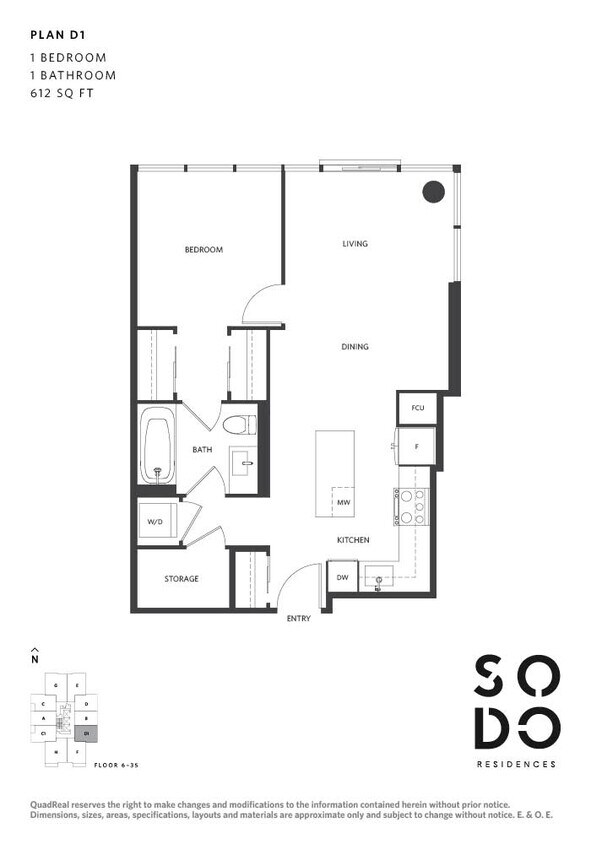 PLAN D1
1 BEDROOM
1 BATHROOM
612 SQ FT
BEDROOM
LIVING
DINING
FCU
F
BATH
MW
W/D
KITCHEN
STORAGE
DW
ENTRY
N
G E
C D
A B
C1 D1
H F
FLOOR 6-35
SO
DO
RESIDENCES
QuadReal reserves the right to make changes and modifications to the information contained herein without prior notice.
Dimensions, sizes, areas, specifications, layouts and materials are approximate only and subject to change without notice. E. & O. E.